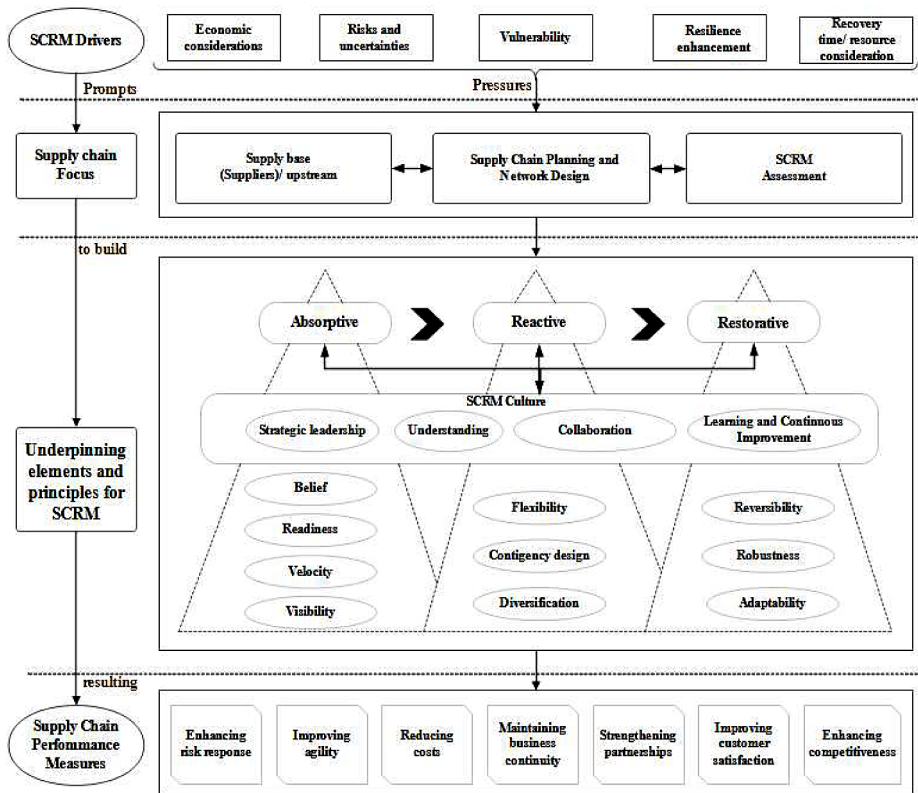 SCRM Drivers
Economic
considerations
Risks and
uncertainties
Vulnerability
Resilience
enhancement
Recovery
time/ resource
consideration
Prompts
Pressures
Supply chain
Focus
Supply base
(Suppliers)/ upstream
Supply Chain Planning and
Network Design
SCRM
Assessment
to build
Absorptive
Reactive
Restorative
SCRM Culture
Strategic leadership
Understanding
Collaboration
Learning and Continuous
Improvement
Underpinning
elements and
principles for
SCRM
Belief
Readiness
Velocity
Visibility
Flexibility
Contigency design
Diversification
Reversibility
Robustness
Adaptability
resulting
Supply Chain
Perfommance
Measures
Enhancing
risk response
Improving
agility
Reducing
costs
Maintaining
business
continuity
Strengthening
partnerships
Improving
customer
satisfaction
Enhancing
competitiveness